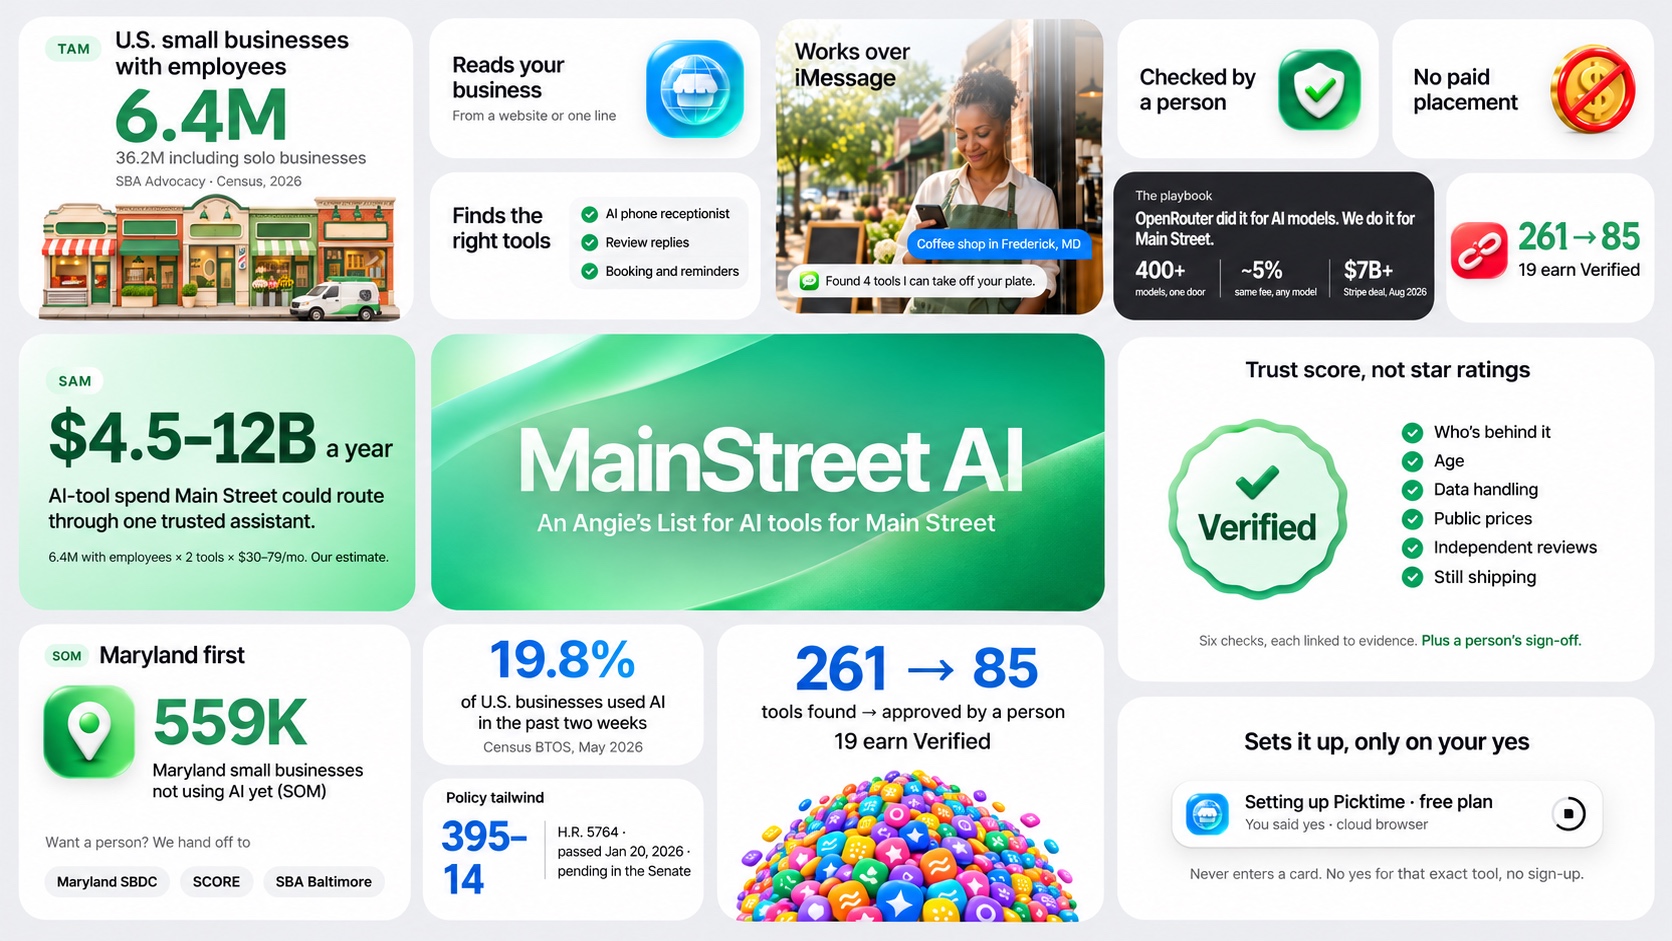 TAM
U.S. small businesses
with employees
6.4M
36.2M including solo businesses
SBA Advocacy · Census, 2026
Reads your
business
From a website or one line
Finds the
right tools
AI phone receptionist
Review replies
Booking and reminders
Works over
iMessage
Coffee shop in Frederick, MD
Found 4 tools I can take off your plate.
Checked by
a person
No paid
placement
The playbook
OpenRouter did it for AI models. We do it for
Main Street.
400+
models, one door
~5%
same fee, any model
$7B+
Stripe deal, Aug 2026
261→85
19 earn Verified
SAM
$4.5–12B a year
AI-tool spend Main Street could route
through one trusted assistant.
6.4M with employees × 2 tools × $30–79/mo. Our estimate.
MainStreet AI
An Angie's List for AI tools for Main Street
Trust score, not star ratings
Verified
Who's behind it
Age
Data handling
Public prices
Independent reviews
Still shipping
Six checks, each linked to evidence. Plus a person's sign-off.
SOM
Maryland first
559K
Maryland small businesses
not using AI yet (SOM)
Want a person? We hand off to
Maryland SBDC
SCORE
SBA Baltimore
19.8%
of U.S. businesses used AI
in the past two weeks
Census BTOS, May 2026
Policy tailwind
395–
14
H.R. 5764 ·
passed Jan 20, 2026 ·
pending in the Senate
261 → 85
tools found → approved by a person
19 earn Verified
Sets it up, only on your yes
Setting up Picktime · free plan
You said yes · cloud browser
Never enters a card. No yes for that exact tool, no sign-up.